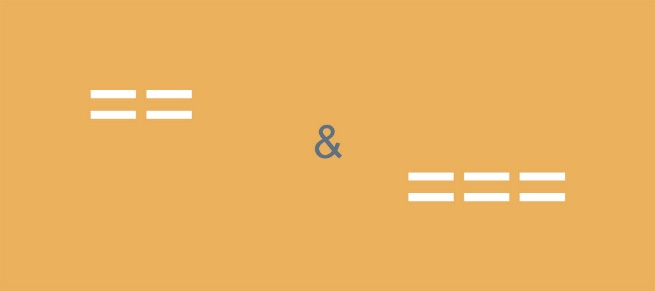 ==
&
===